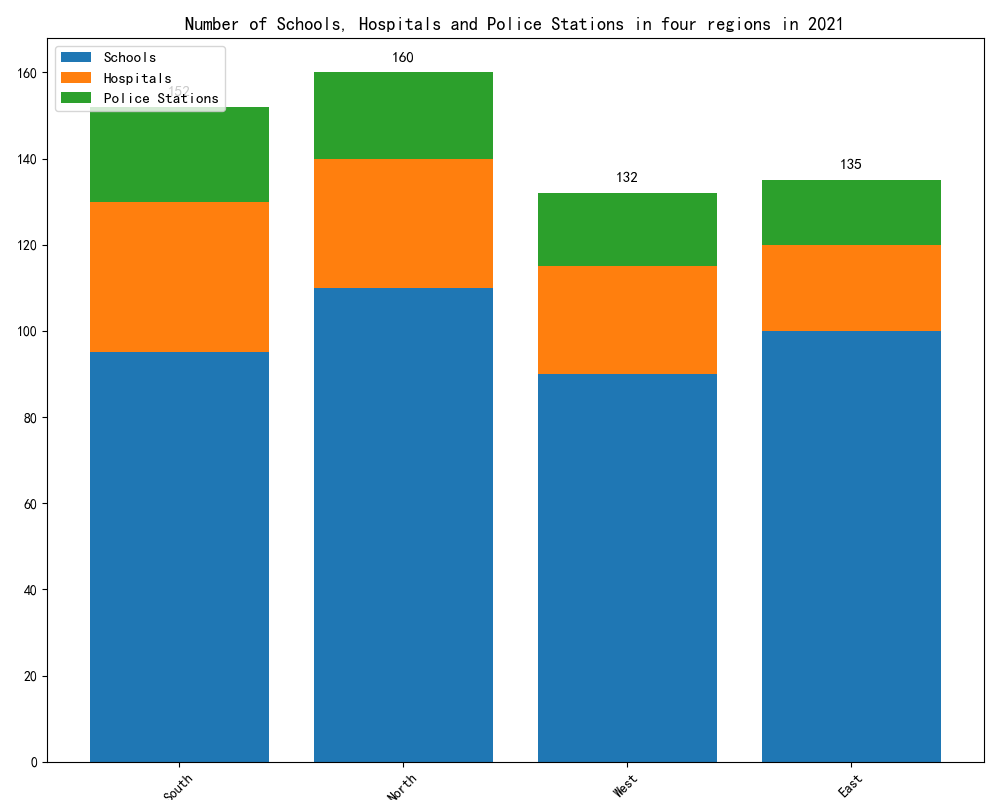 Number of Schools, Hospitals and Police Stations in four regions in 2021
Schools
Hospitals
Police Stations
152
160
132
135
160
140
120
100
80
60
40
20
0
South
North
West
East